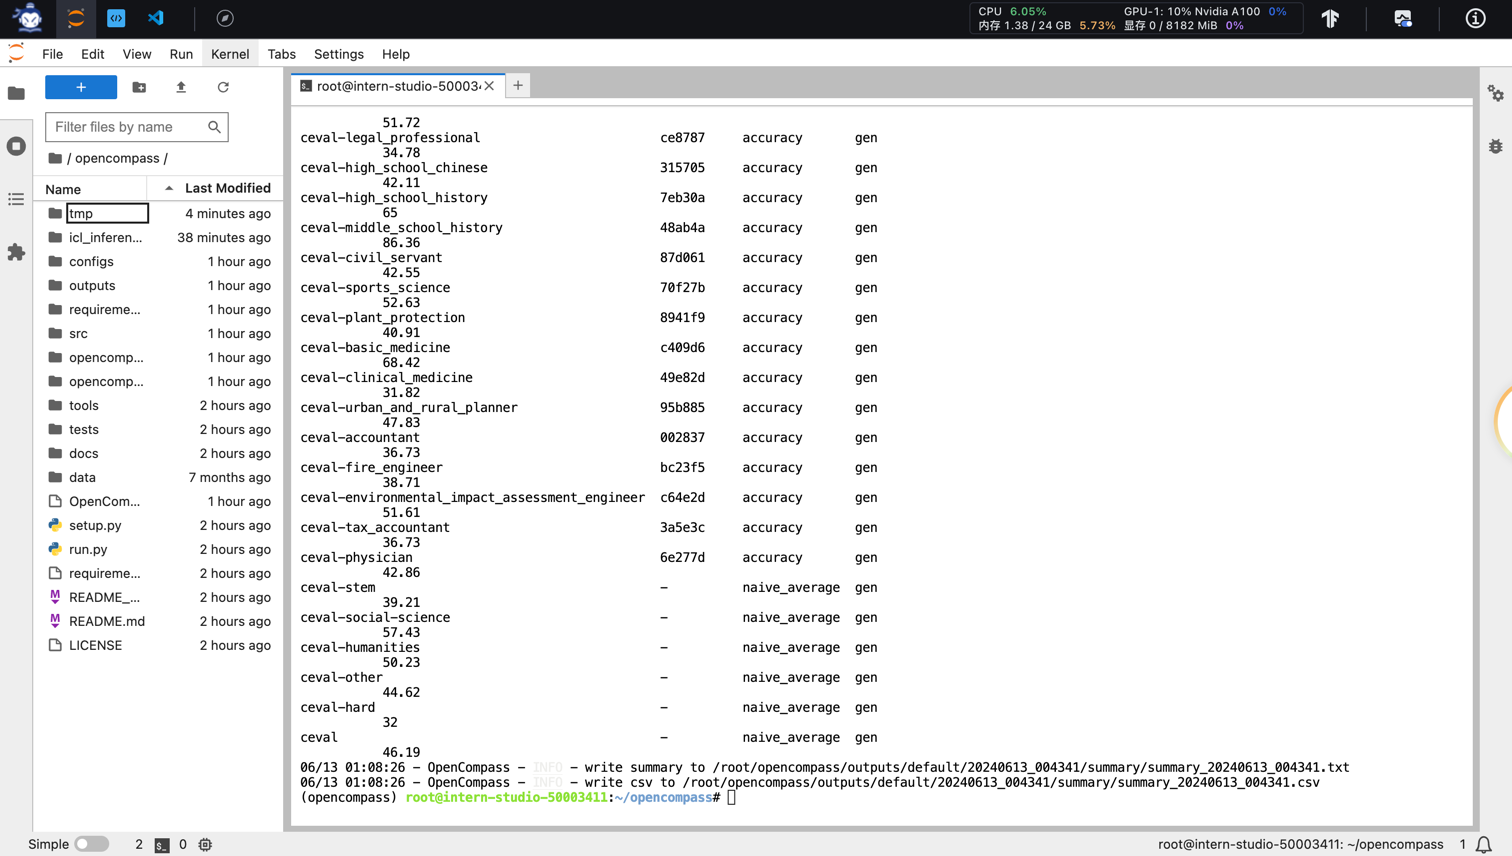 CPU 6.05% GPU-1: 10% Nvidia A100 0%
内存 1.38 / 24 GB 5.73% 显存 0 / 8192 MiB 0%
File Edit View Run Kernel Tabs Settings Help
root@intern-studio-50003
Filter files by name
/ opencompass /
Name Last Modified
tmp 4 minutes ago
icl_inferen... 38 minutes ago
configs 1 hour ago
outputs 1 hour ago
requireme... 1 hour ago
src 1 hour ago
opencomp... 1 hour ago
opencomp... 1 hour ago
tools 2 hours ago
tests 2 hours ago
docs 2 hours ago
data 7 months ago
OpenCom... 1 hour ago
setup.py 2 hours ago
run.py 2 hours ago
requireme... 2 hours ago
README_... 2 hours ago
README.md 2 hours ago
LICENSE 2 hours ago
51.72
ceval-legal_professional ce8787 accuracy gen
34.78
ceval-high_school_chinese 315705 accuracy gen
42.11
ceval-high_school_history 7eb30a accuracy gen
65
ceval-middle_school_history 48ab4a accuracy gen
86.36
ceval-civil_servant 87d061 accuracy gen
42.55
ceval-sports_science 70f27b accuracy gen
52.63
ceval-plant_protection 8941f9 accuracy gen
40.91
ceval-basic_medicine c409d6 accuracy gen
68.42
ceval-clinical_medicine 49e82d accuracy gen
31.82
ceval-urban_and_rural_planner 95b885 accuracy gen
47.83
ceval-accountant 002837 accuracy gen
36.73
ceval-fire_engineer bc23f5 accuracy gen
38.71
ceval-environmental_impact_assessment_engineer c64e2d accuracy gen
51.61
ceval-tax_accountant 3a5e3c accuracy gen
36.73
ceval-physician 6e277d accuracy gen
42.86
ceval-stem - naive_average gen
39.21
ceval-social-science - naive_average gen
57.43
ceval-humanities - naive_average gen
50.23
ceval-other - naive_average gen
44.62
ceval-hard - naive_average gen
32
ceval - naive_average gen
46.19
06/13 01:08:26 - OpenCompass - INFO - write summary to /root/opencompass/outputs/default/20240613_004341/summary/summary_20240613_004341.txt
06/13 01:08:26 - OpenCompass - INFO - write csv to /root/opencompass/outputs/default/20240613_004341/summary/summary_20240613_004341.csv
(opencompass) root@intern-studio-50003411:~/opencompass#
Simple 2 0 root@intern-studio-50003411: ~/opencompass 1